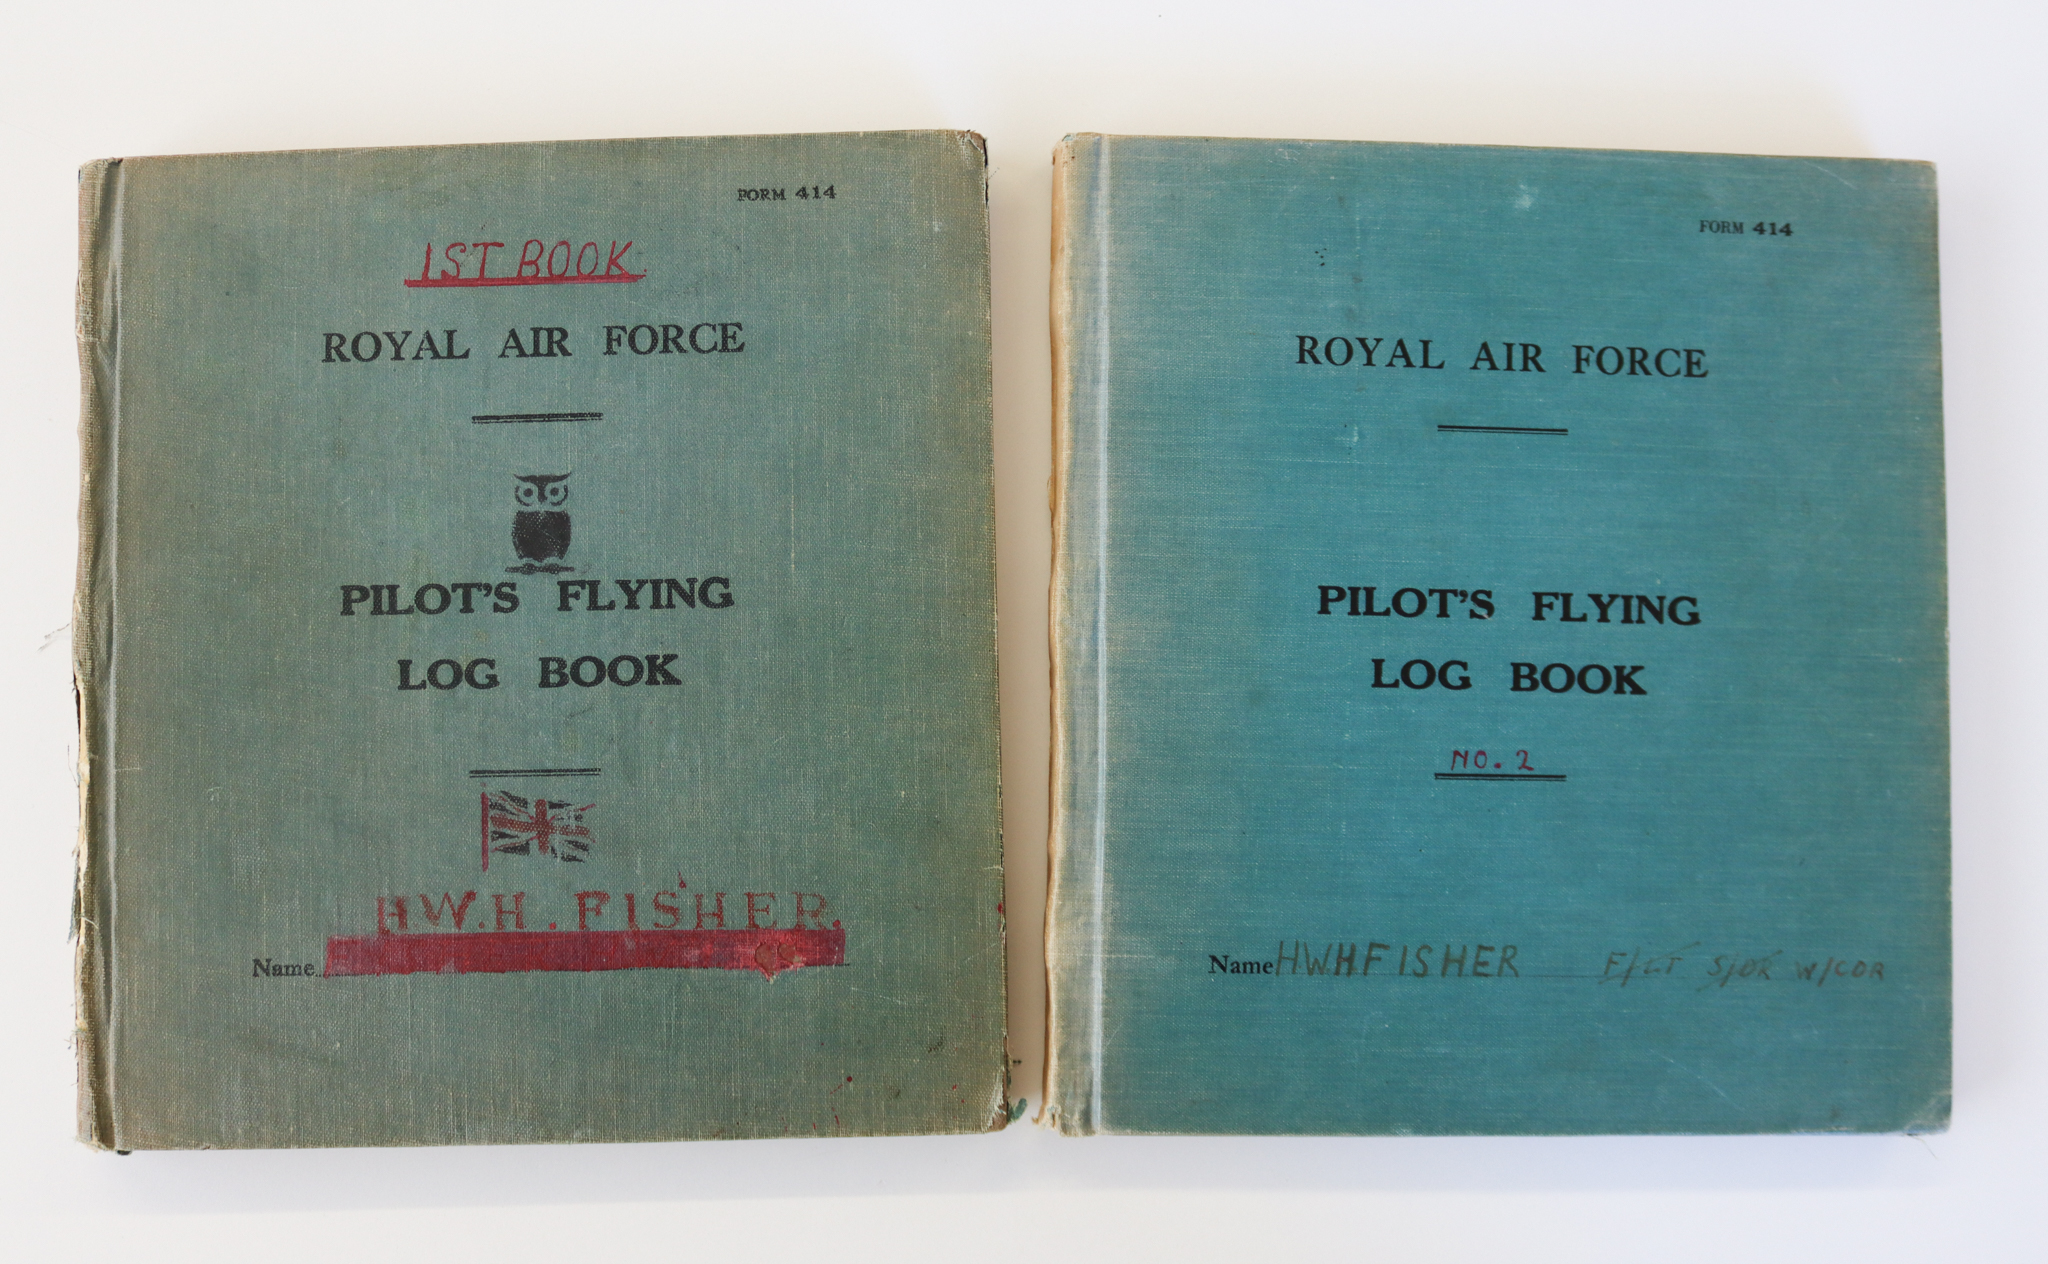 FORM 414
1ST BOOK.
ROYAL AIR FORCE
PILOT'S FLYING
LOG BOOK
H.W.H. FISHER.
Name
FORM 414
ROYAL AIR FORCE
PILOT'S FLYING
LOG BOOK
NO. 2
Name HWHFISHER F/LT S/DR W/CDR